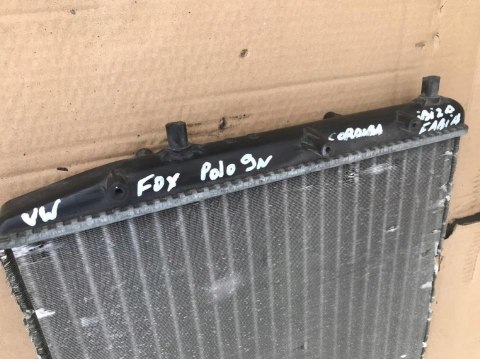 VW FOX POLO 9N CORDOBA IBIZA
FABIA